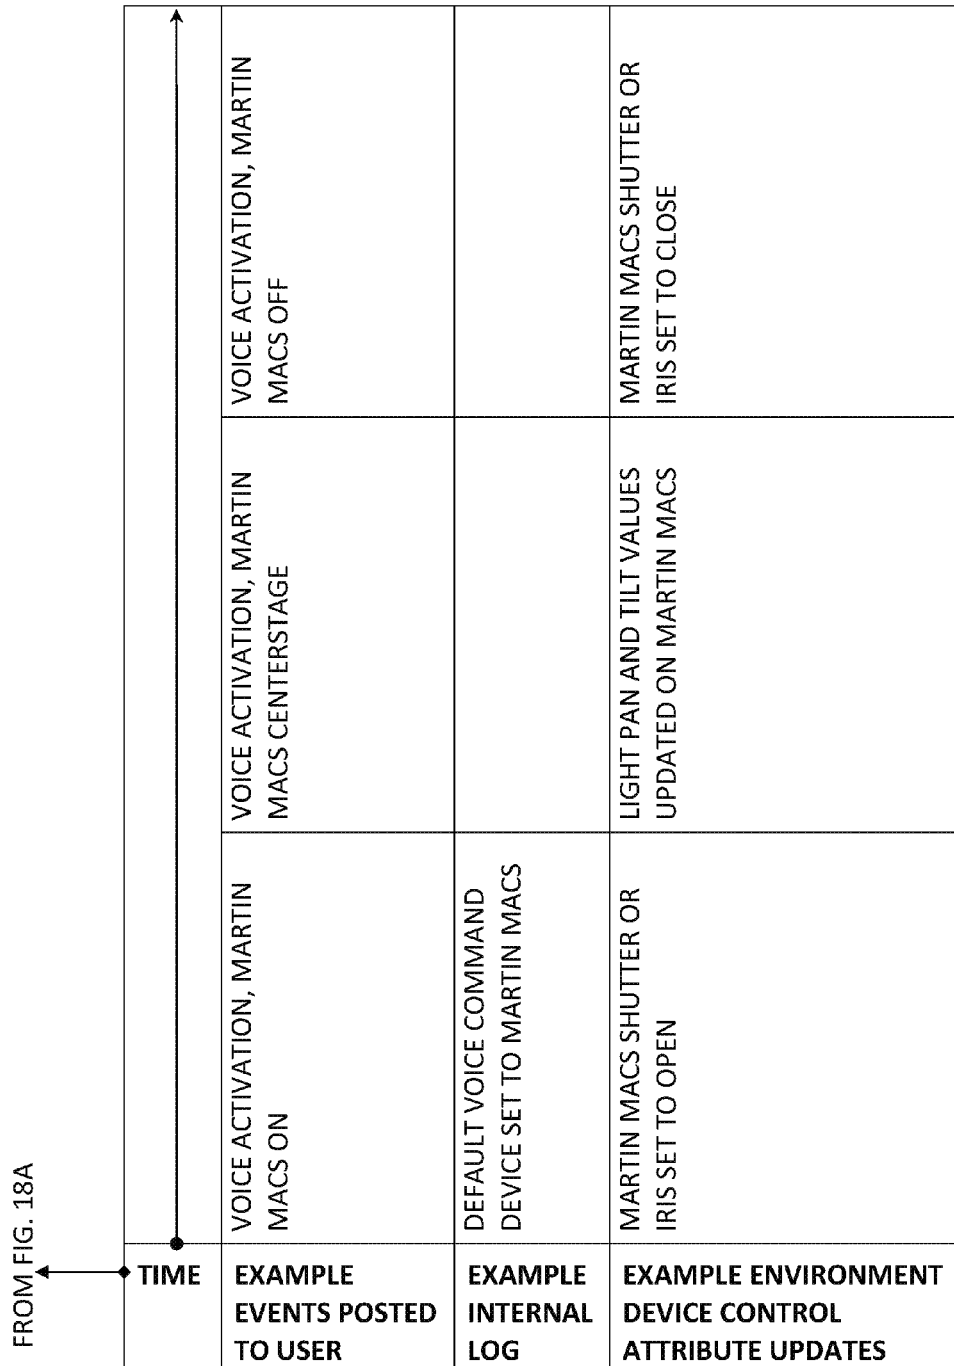 FROM FIG. 18A
TIME
EXAMPLE
EVENTS POSTED
TO USER
VOICE ACTIVATION, MARTIN
MACS ON
VOICE ACTIVATION, MARTIN
MACS CENTERSTAGE
VOICE ACTIVATION, MARTIN
MACS OFF
EXAMPLE
INTERNAL
LOG
DEFAULT VOICE COMMAND
DEVICE SET TO MARTIN MACS
EXAMPLE ENVIRONMENT
DEVICE CONTROL
ATTRIBUTE UPDATES
MARTIN MACS SHUTTER OR
IRIS SET TO OPEN
LIGHT PAN AND TILT VALUES
UPDATED ON MARTIN MACS
MARTIN MACS SHUTTER OR
IRIS SET TO CLOSE